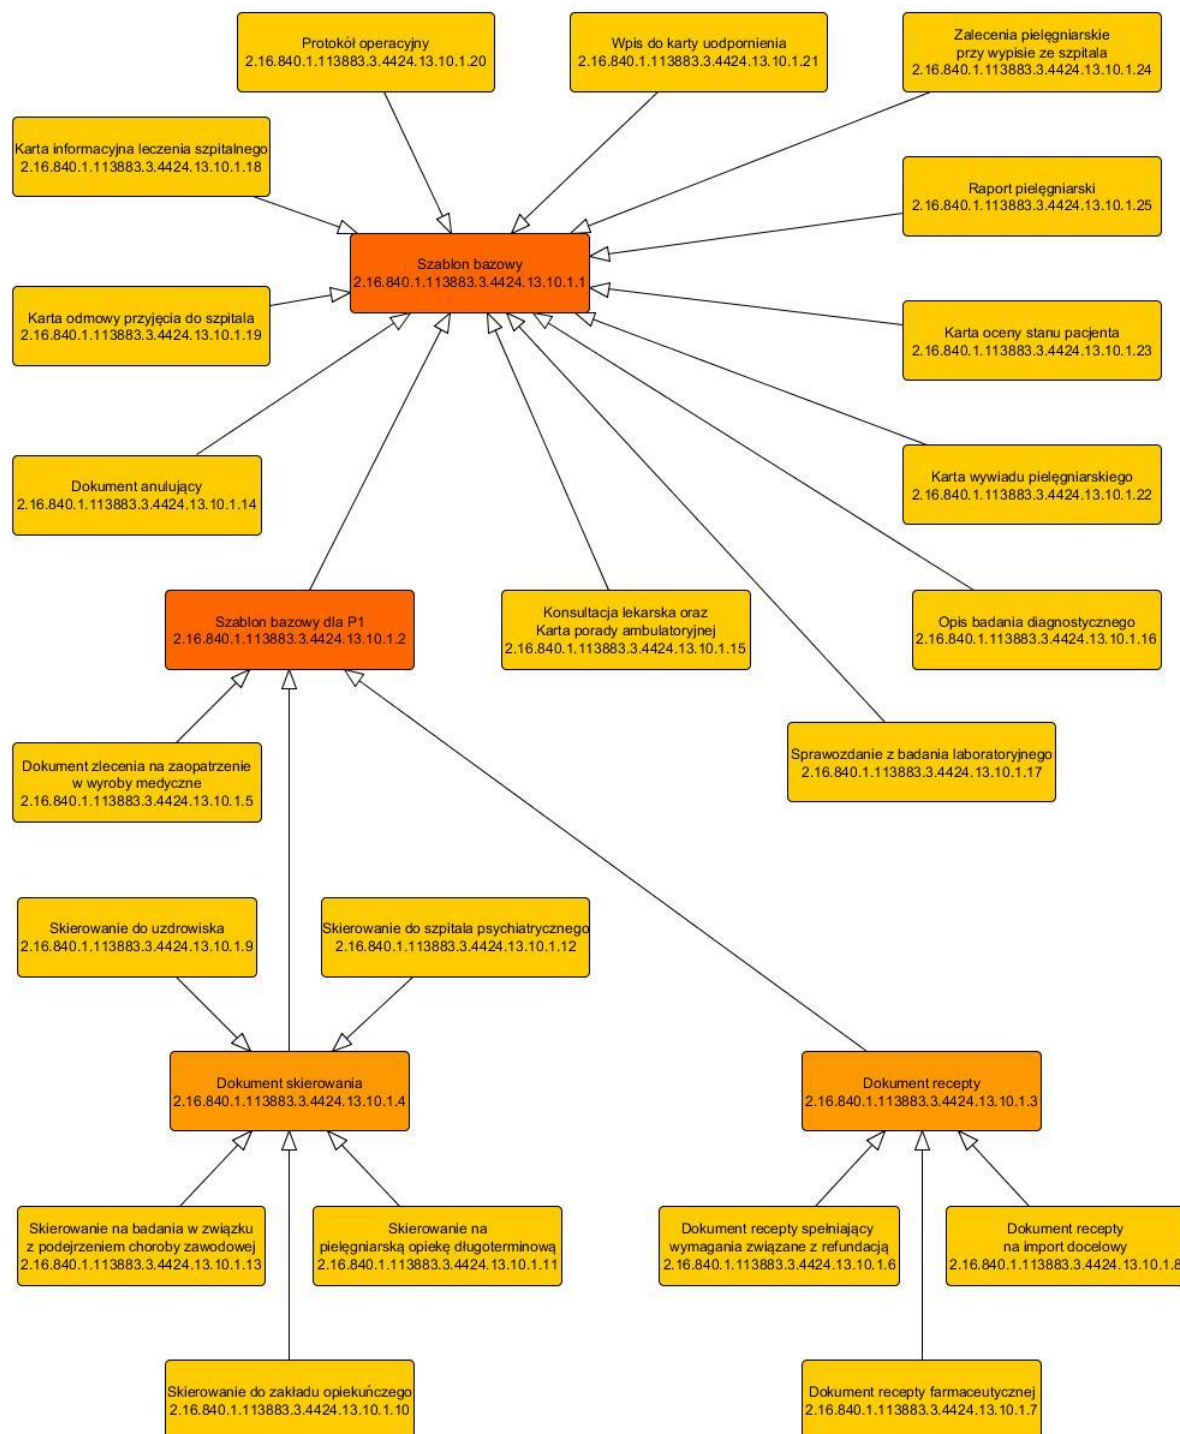 Protokół operacyjny
2.16.840.1.113883.3.4424.13.10.1.20
Wpis do karty uodpornienia
2.16.840.1.113883.3.4424.13.10.1.21
Zalecenia pielęgniarskie
przy wypisie ze szpitala
2.16.840.1.113883.3.4424.13.10.1.24
Karta informacyjna leczenia szpitalnego
2.16.840.1.113883.3.4424.13.10.1.18
Raport pielęgniarski
2.16.840.1.113883.3.4424.13.10.1.25
Szablon bazowy
2.16.840.1.113883.3.4424.13.10.1.1
Karta odmowy przyjęcia do szpitala
2.16.840.1.113883.3.4424.13.10.1.19
Karta oceny stanu pacjenta
2.16.840.1.113883.3.4424.13.10.1.23
Dokument anulujący
2.16.840.1.113883.3.4424.13.10.1.14
Karta wywiadu pielęgniarskiego
2.16.840.1.113883.3.4424.13.10.1.22
Szablon bazowy dla P1
2.16.840.1.113883.3.4424.13.10.1.2
Konsultacja lekarska oraz
Karta porady ambulatoryjnej
2.16.840.1.113883.3.4424.13.10.1.15
Opis badania diagnostycznego
2.16.840.1.113883.3.4424.13.10.1.16
Dokument zlecenia na zaopatrzenie
w wyroby medyczne
2.16.840.1.113883.3.4424.13.10.1.5
Sprawozdanie z badania laboratoryjnego
2.16.840.1.113883.3.4424.13.10.1.17
Skierowanie do uzdrowiska
2.16.840.1.113883.3.4424.13.10.1.9
Skierowanie do szpitala psychiatrycznego
2.16.840.1.113883.3.4424.13.10.1.12
Dokument skierowania
2.16.840.1.113883.3.4424.13.10.1.4
Dokument recepty
2.16.840.1.113883.3.4424.13.10.1.3
Skierowanie na badania w związku
z podejrzeniem choroby zawodowej
2.16.840.1.113883.3.4424.13.10.1.13
Skierowanie na
pielęgniarską opiekę długoterminową
2.16.840.1.113883.3.4424.13.10.1.11
Dokument recepty spełniający
wymagania związane z refundacją
2.16.840.1.113883.3.4424.13.10.1.6
Dokument recepty
na import docelowy
2.16.840.1.113883.3.4424.13.10.1.8
Skierowanie do zakładu opiekuńczego
2.16.840.1.113883.3.4424.13.10.1.10
Dokument recepty farmaceutycznej
2.16.840.1.113883.3.4424.13.10.1.7